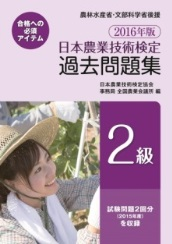 農林水産省・文部科学省後援
合格への
必須
アイテム
2016年版
日本農業技術検定
過去問題集
日本農業技術検定協会
事務局 全国農業会議所 編
2級
試験問題2回分
(2015年度)
を収録